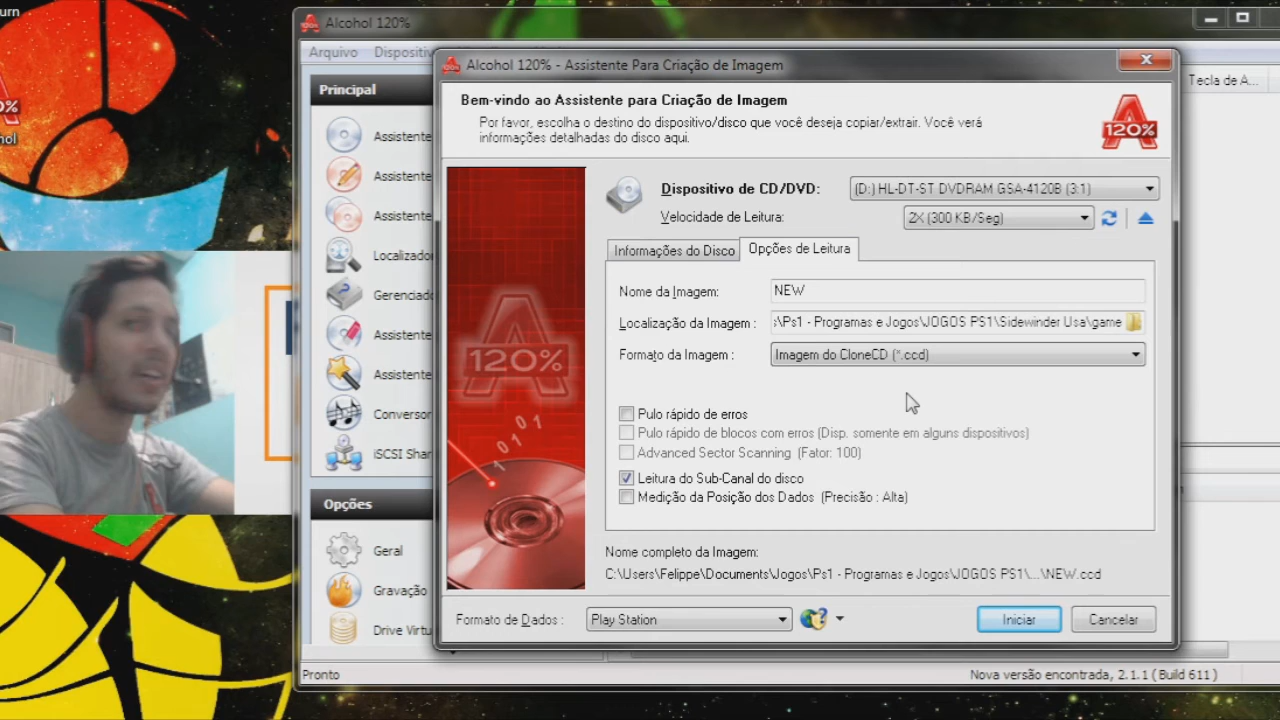 urn
Alcohol 120%
Arquivo Dispositiv
Tecla de A...
Alcohol 120% - Assistente Para Criação de Imagem
Principal
Bem-vindo ao Assistente para Criação de Imagem
Por favor, escolha o destino do dispositivo/disco que você deseja copiar/extrair. Você verá
informações detalhadas do disco aqui.
120%
0%
hol
Assistente
Assistente
Assistente
Localizado
Gerenciado
Assistente
Assistente
Conversor
iSCSI Shar
Opções
Geral
Gravação
Drive Virtu
120%
10101
Dispositivo de CD/DVD:
(D:) HL-DT-ST DVDRAM GSA-4120B (3:1)
Velocidade de Leitura:
2X (300 KB/Seg)
Informações do Disco
Opções de Leitura
Nome da Imagem:
NEW
Localização da Imagem :
s\Ps1 - Programas e Jogos\JOGOS PS1\Sidewinder Usa\game
Formato da Imagem :
Imagem do CloneCD (*.ccd)
Pulo rápido de erros
Pulo rápido de blocos com erros (Disp. somente em alguns dispositivos)
Advanced Sector Scanning (Fator: 100)
Leitura do Sub-Canal do disco
Medição da Posição dos Dados (Precisão : Alta)
Nome completo da Imagem:
C:\Users\Felippe\Documents\Jogos\Ps1 - Programas e Jogos\JOGOS PS1\...\NEW.ccd
Formato de Dados :
Play Station
Iniciar
Cancelar
Pronto
Nova versão encontrada, 2.1.1 (Build 611)